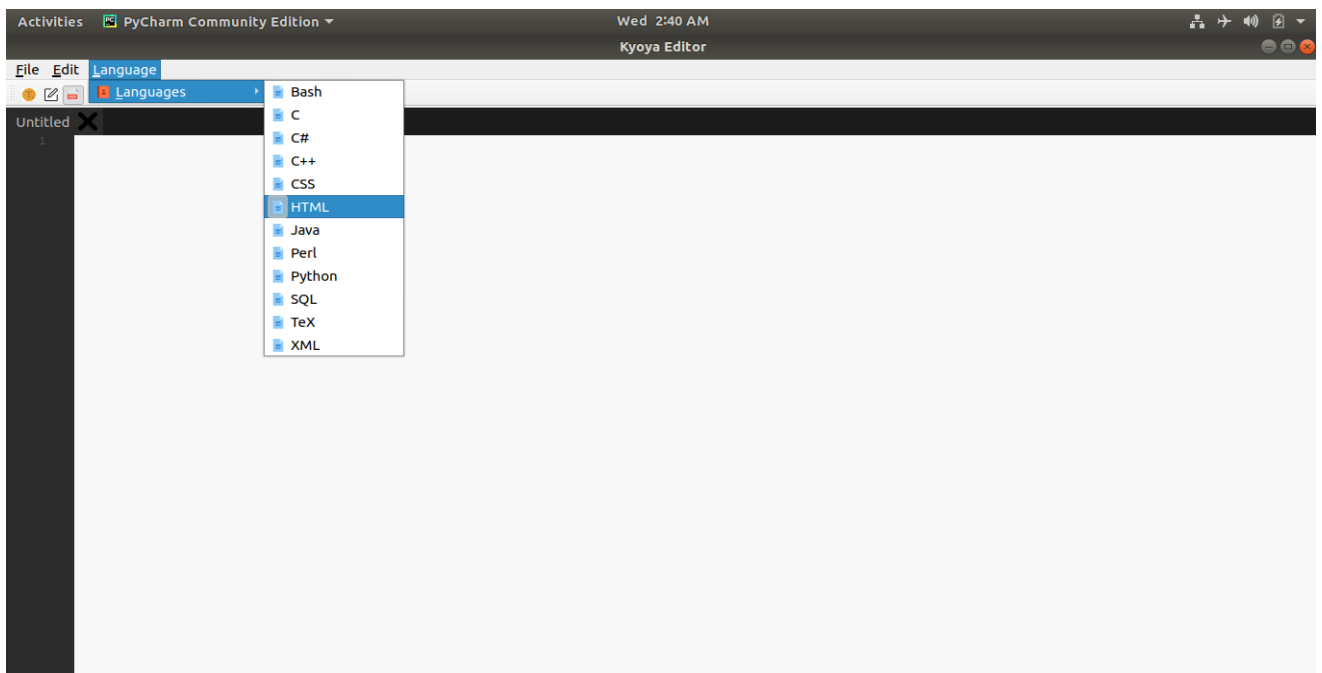 Activities PyCharm Community Edition Wed 2:40 AM
Kyoya Editor
File Edit Language
Languages
Bash
Untitled
C
1
C#
C++
CSS
HTML
Java
Perl
Python
SQL
TeX
XML